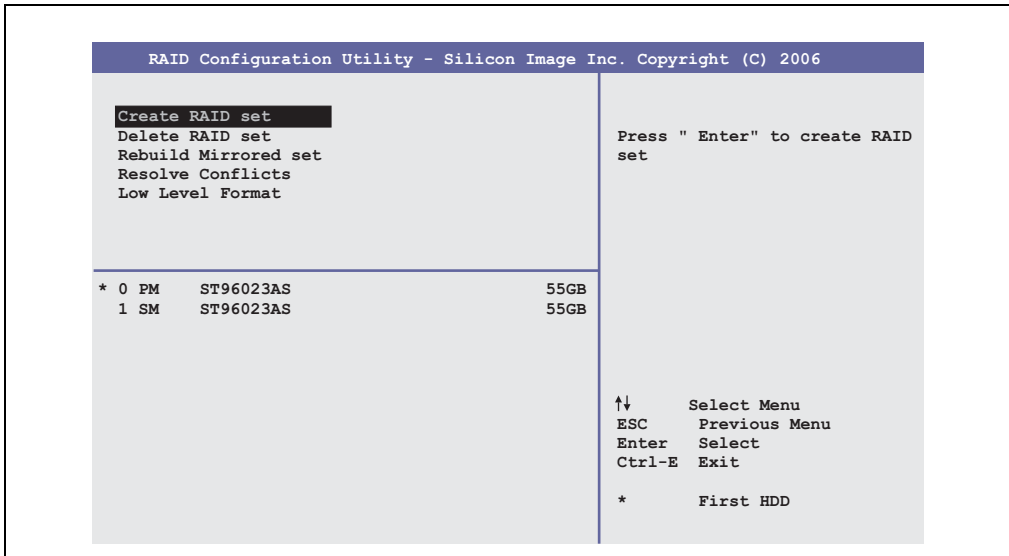 RAID Configuration Utility - Silicon Image Inc. Copyright (C) 2006
Create RAID set
Delete RAID set
Rebuild Mirrored set
Resolve Conflicts
Low Level Format
Press " Enter" to create RAID
set
* 0 PM ST96023AS 55GB
1 SM ST96023AS 55GB
↑↓ Select Menu
ESC Previous Menu
Enter Select
Ctrl-E Exit
* First HDD